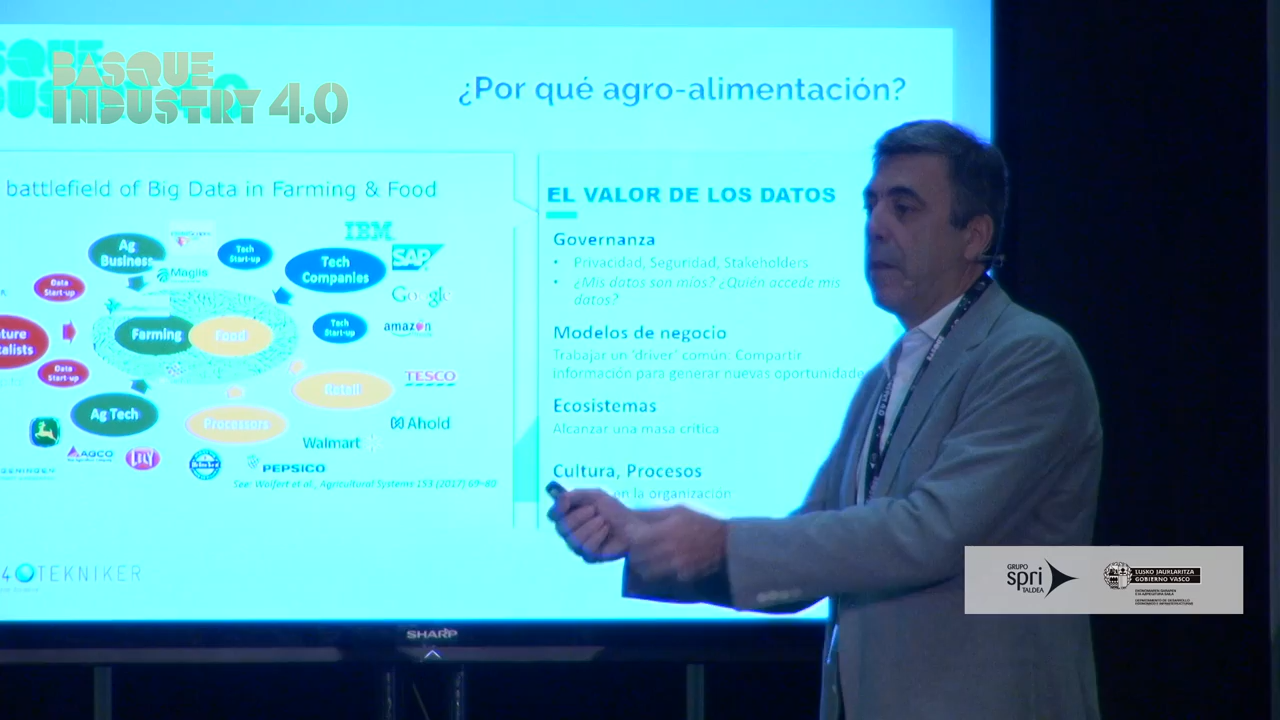 BASQUE
INDUSTRY 4.0
¿Por qué agro-alimentación?
battlefield of Big Data in Farming & Food
EL VALOR DE LOS DATOS
Governanza
• Privacidad, Seguridad, Stakeholders
• ¿Mis datos son míos? ¿Quién accede mis
datos?
Modelos de negocio
Trabajar un 'driver' común: Compartir
información para generar nuevas oportunidade
Ecosistemas
Alcanzar una masa crítica
Cultura, Procesos
en la organización
IBM
Ag
Business
Tech
Start-up
Tech
Companies
SAP
Maglis
Data
Start-up
Google
Farming
Food
Tech
Start-up
amazon
Data
Start-up
TESCO
Retail
Ag Tech
Processors
Ahold
Walmart
AGCO
PEPSICO
See: Wolfert et al., Agricultural Systems 153 (2017) 69-80
TEKNIKER
SHARP
GRUPO
spri
TALDEA
EUSKO JAURLARITZA
GOBIERNO VASCO